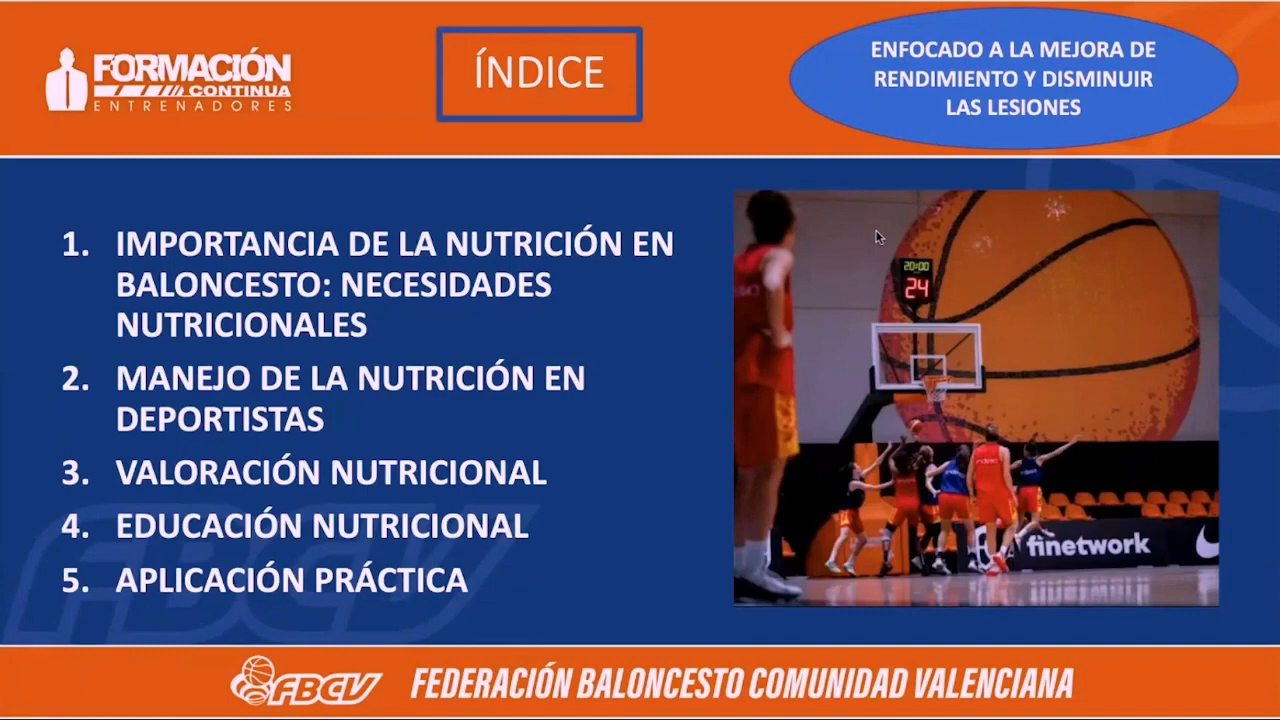 FORMACIÓN
CONTINUA
ENTRENADORES
ÍNDICE
ENFOCADO A LA MEJORA DE
RENDIMIENTO Y DISMINUIR
LAS LESIONES
1. IMPORTANCIA DE LA NUTRICIÓN EN
BALONCESTO: NECESIDADES
NUTRICIONALES
2. MANEJO DE LA NUTRICIÓN EN
DEPORTISTAS
3. VALORACIÓN NUTRICIONAL
4. EDUCACIÓN NUTRICIONAL
5. APLICACIÓN PRÁCTICA
20:00
24
finetwork
FBCV
FBCV FEDERACIÓN BALONCESTO COMUNIDAD VALENCIANA